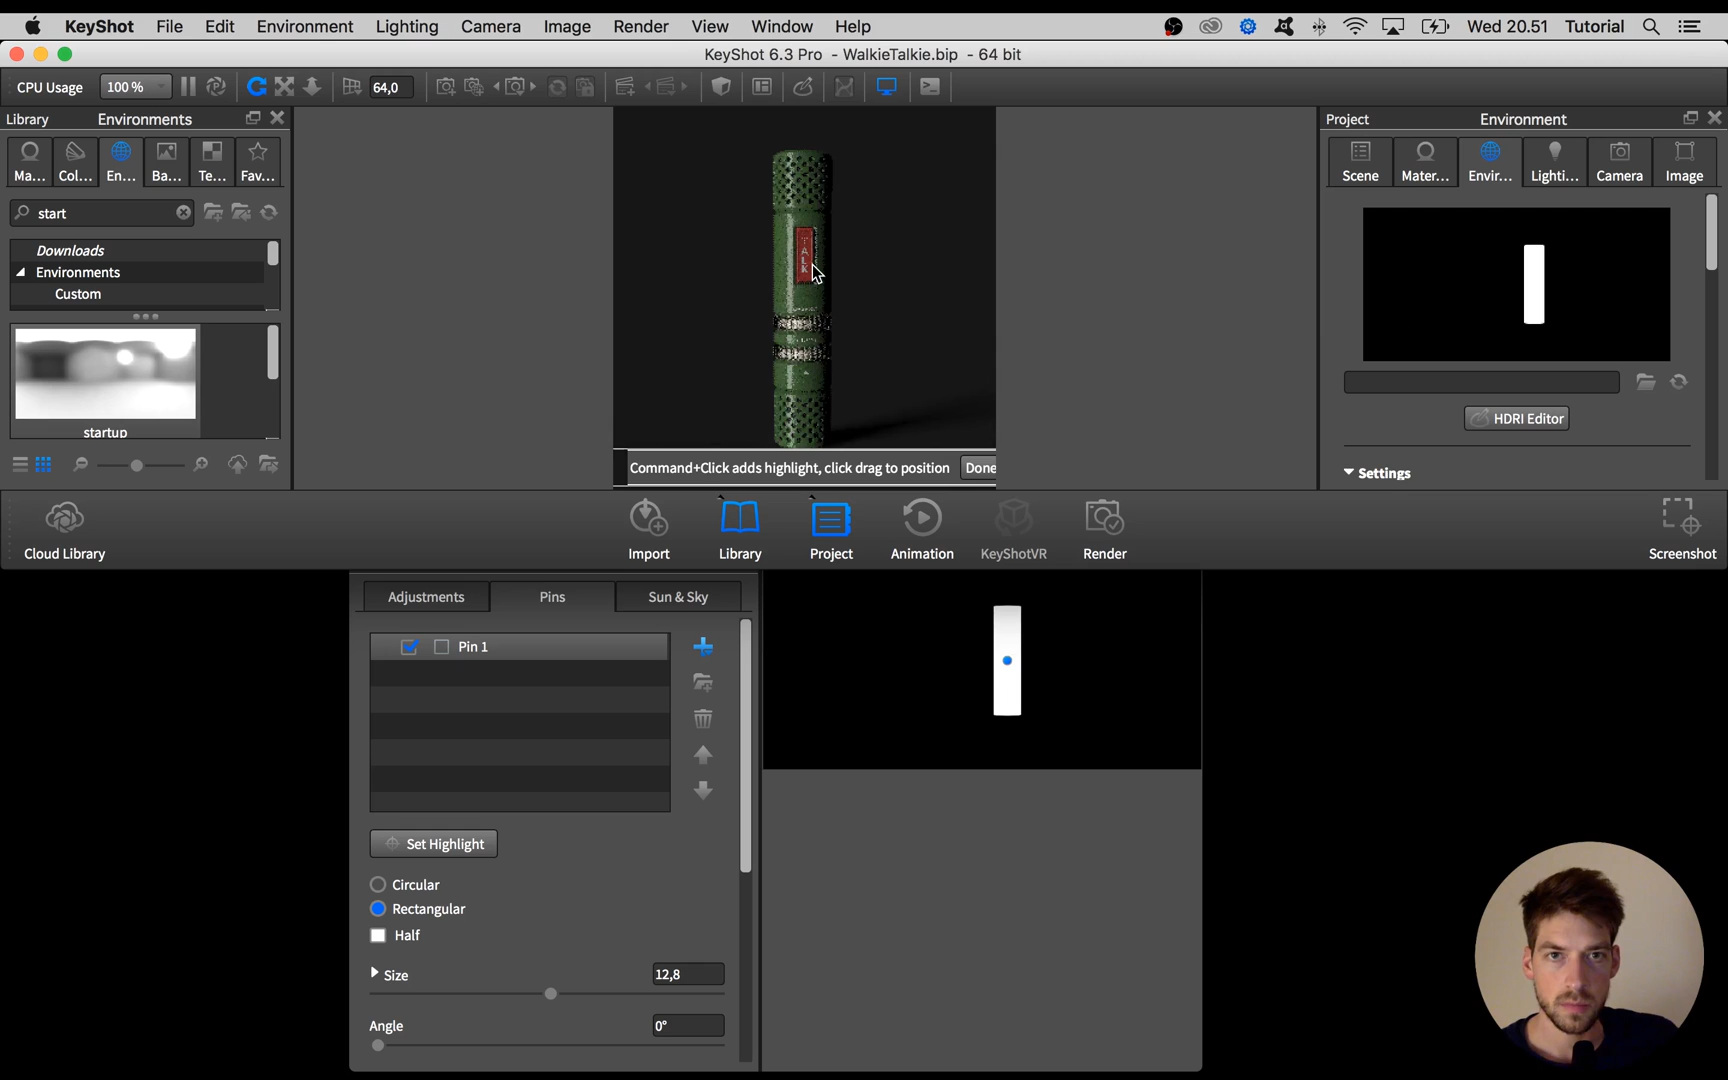 KeyShot File Edit Environment Lighting Camera Image Render View Window Help Wed 20.51 Tutorial
KeyShot 6.3 Pro - WalkieTalkie.bip - 64 bit
CPU Usage 100 % 64,0
Library Environments
Project Environment
Ma... Col... En... Ba... Te... Fav...
Scene Mater... Envir... Lighti... Camera Image
start
Downloads
Environments
Custom
startup
TALK
HDRI Editor
Settings
Command+Click adds highlight, click drag to position Done
Cloud Library Import Library Project Animation KeyShotVR Render Screenshot
Adjustments Pins Sun & Sky
Pin 1
Set Highlight
Circular
Rectangular
Half
Size 12,8
Angle 0°